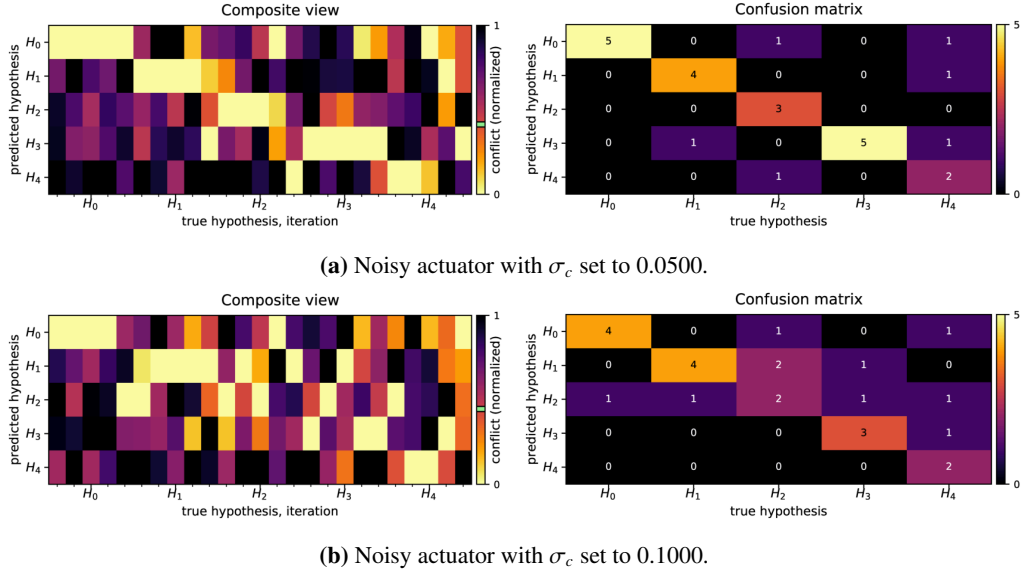 Composite view
predicted hypothesis
H0
H1
H2
H3
H4
H0 H1 H2 H3 H4
true hypothesis, iteration
1
conflict (normalized)
0
Confusion matrix
predicted hypothesis
H0 5 0 1 0 1
H1 0 4 0 0 1
H2 0 0 3 0 0
H3 0 1 0 5 1
H4 0 0 1 0 2
H0 H1 H2 H3 H4
true hypothesis
5
0
(a) Noisy actuator with σc set to 0.0500.
Composite view
predicted hypothesis
H0
H1
H2
H3
H4
H0 H1 H2 H3 H4
true hypothesis, iteration
1
conflict (normalized)
0
Confusion matrix
predicted hypothesis
H0 4 0 1 0 1
H1 0 4 2 1 0
H2 1 1 2 1 1
H3 0 0 0 3 1
H4 0 0 0 0 2
H0 H1 H2 H3 H4
true hypothesis
5
0
(b) Noisy actuator with σc set to 0.1000.